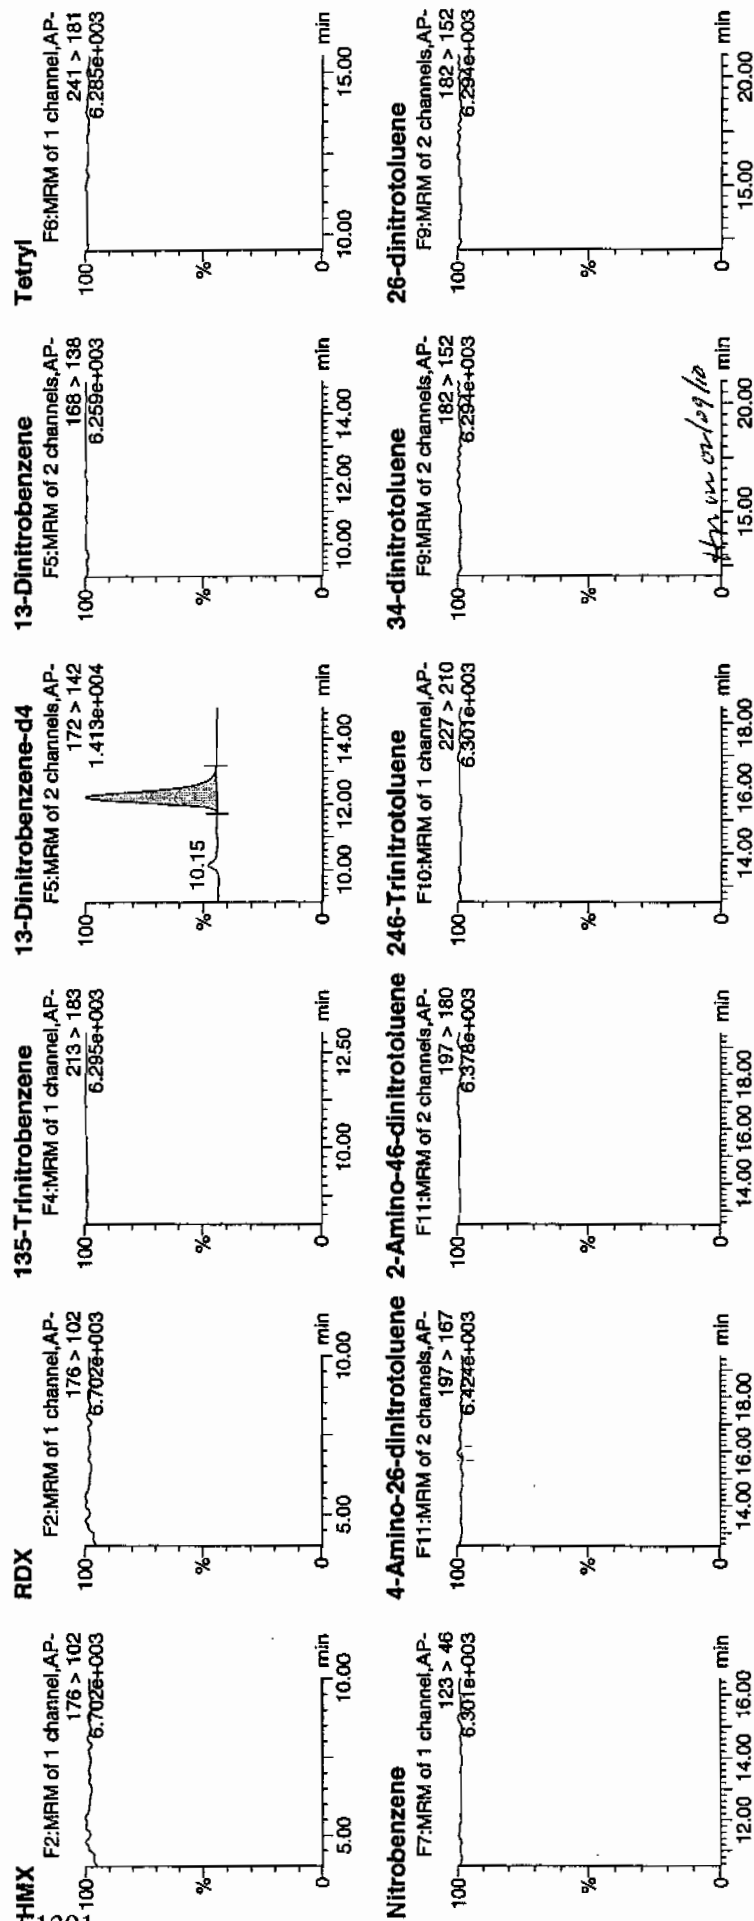 HMX
F2:MRM of 1 channel,AP-
176 > 102
6.702e+003
100
%
0
5.00
10.00
min
RDX
F2:MRM of 1 channel,AP-
176 > 102
6.702e+003
100
%
0
5.00
10.00
min
135-Trinitrobenzene
F4:MRM of 1 channel,AP-
213 > 183
6.295e+003
100
%
0
10.00
12.50
min
13-Dinitrobenzene-d4
F5:MRM of 2 channels,AP-
172 > 142
1.413e+004
100
%
0
10.15
10.00
12.00
14.00
min
13-Dinitrobenzene
F5:MRM of 2 channels,AP-
168 > 138
6.259e+003
100
%
0
10.00
12.00
14.00
min
Tetryl
F6:MRM of 1 channel,AP-
241 > 181
6.285e+003
100
%
0
10.00
15.00
min
Nitrobenzene
F7:MRM of 1 channel,AP-
123 > 46
6.301e+003
100
%
0
12.00
14.00
16.00
min
4-Amino-26-dinitrotoluene
F11:MRM of 2 channels,AP-
197 > 167
6.424e+003
100
%
0
14.00
16.00
18.00
min
2-Amino-46-dinitrotoluene
F11:MRM of 2 channels,AP-
197 > 180
6.378e+003
100
%
0
14.00
16.00
18.00
min
246-Trinitrotoluene
F10:MRM of 1 channel,AP-
227 > 210
6.301e+003
100
%
0
14.00
16.00
18.00
min
34-dinitrotoluene
F9:MRM of 2 channels,AP-
182 > 152
6.294e+003
100
%
0
15.00
20.00
min
02/09/10
26-dinitrotoluene
F9:MRM of 2 channels,AP-
182 > 152
6.294e+003
100
%
0
15.00
20.00
min